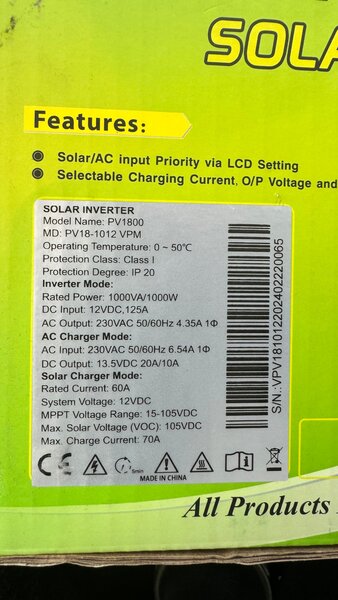 SOLA
Features:
Solar/AC input Priority via LCD Setting
Selectable Charging Current, O/P Voltage and
SOLAR INVERTER
Model Name: PV1800
MD: PV18-1012 VPM
Operating Temperature: 0 ~ 50℃
Protection Class: Class I
Protection Degree: IP 20
Inverter Mode:
Rated Power: 1000VA/1000W
DC Input: 12VDC,125A
AC Output: 230VAC 50/60Hz 4.35A 1Φ
AC Charger Mode:
AC Input: 230VAC 50/60Hz 6.54A 1Φ
DC Output: 13.5VDC 20A/10A
Solar Charger Mode:
Rated Current: 60A
System Voltage: 12VDC
MPPT Voltage Range: 15-105VDC
Max. Solar Voltage (VOC): 105VDC
Max. Charge Current: 70A
S/N.:VPV18101220240222​0065
CE
5min
MADE IN CHINA
All Products